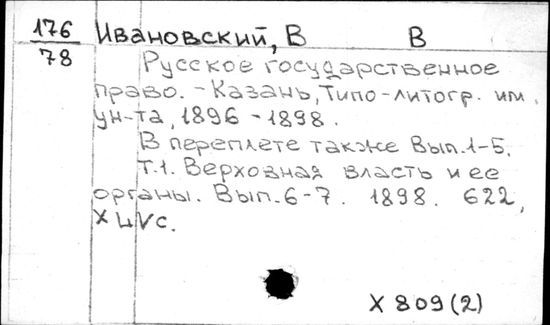 176 Ивановский, В В
78 Русское государственное
право. - Казань, Типо-литогр. им.
ун-та, 1896 - 1898.
В переплете также Вып. 1-5.
Т.1. Верховная власть и ее
органы. Вып. 6-7. 1898. 622,
с.
X 809 (2)